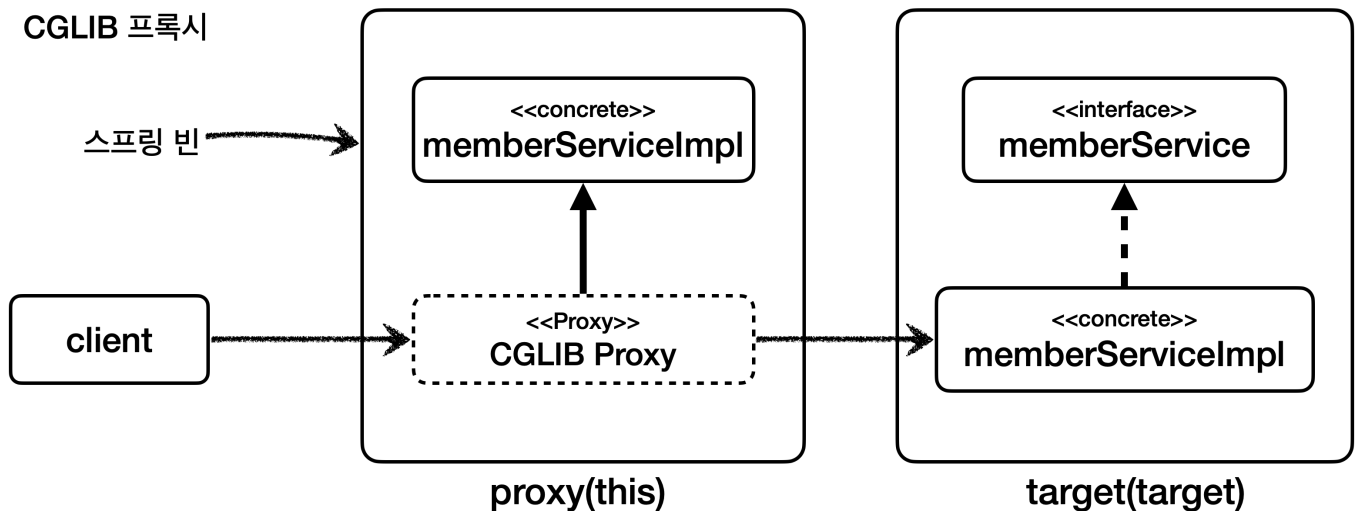 CGLIB 프록시
스프링 빈
<<concrete>>
memberServiceImpl
<<interface>>
memberService
client
<<Proxy>>
CGLIB Proxy
<<concrete>>
memberServiceImpl
proxy(this)
target(target)